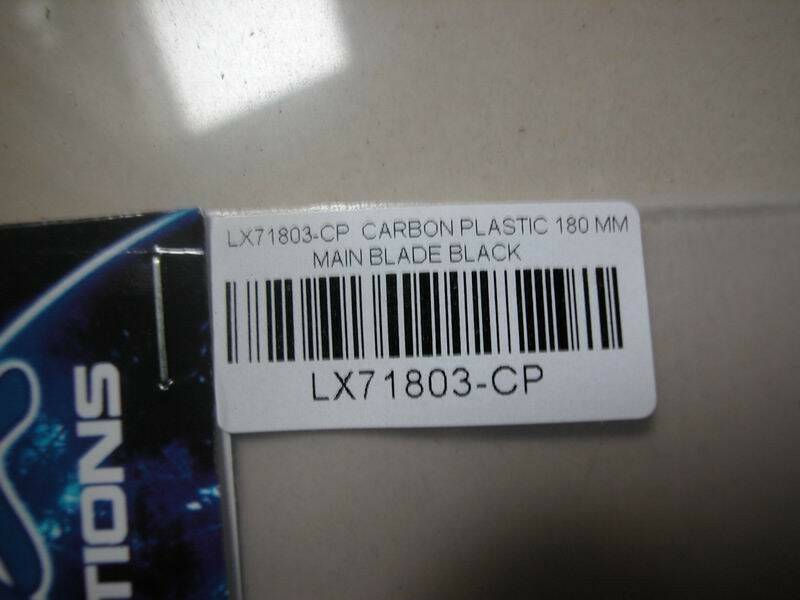 LX71803-CP CARBON PLASTIC 180 MM
MAIN BLADE BLACK
LX71803-CP
TIONS